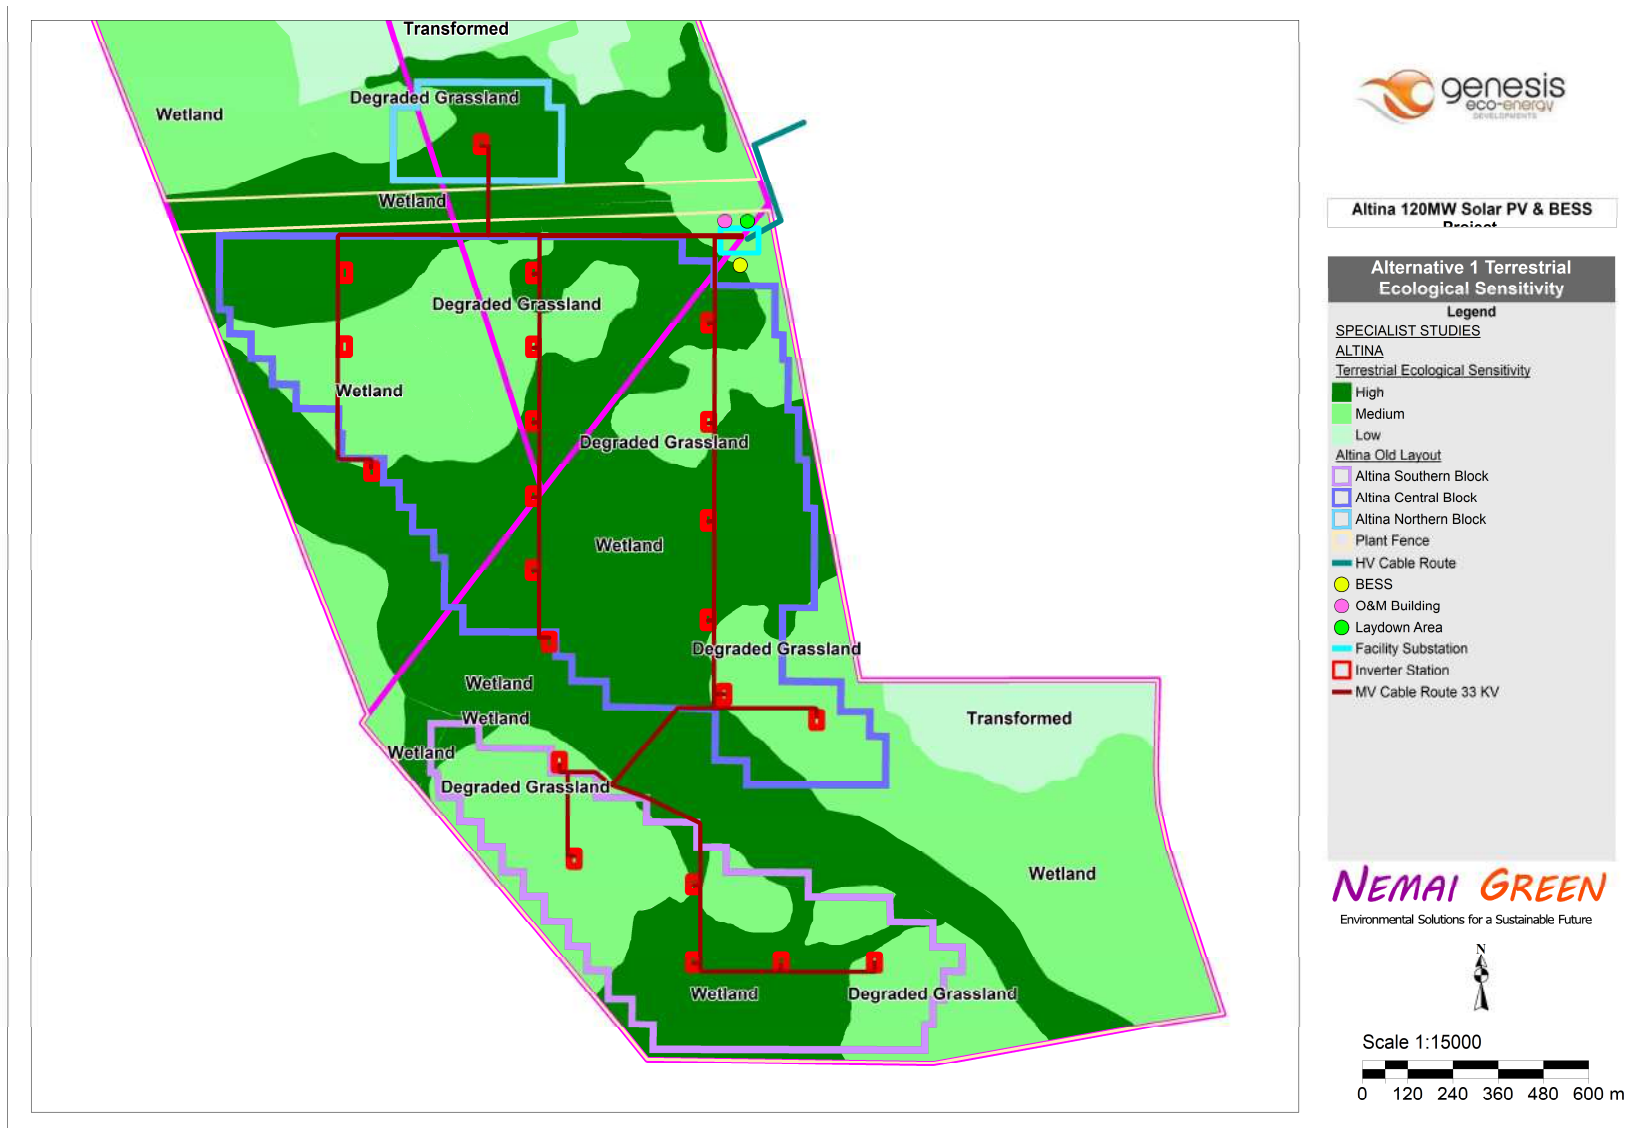 Transformed
Degraded Grassland
Wetland
Wetland
Degraded Grassland
Wetland
Degraded Grassland
Wetland
Degraded Grassland
Wetland
Wetland
Transformed
Wetland
Degraded Grassland
Wetland
Wetland
Degraded Grassland
genesis
eco-energy
DEVELOPMENTS
Altina 120MW Solar PV & BESS
Project
Alternative 1 Terrestrial
Ecological Sensitivity
Legend
SPECIALIST STUDIES
ALTINA
Terrestrial Ecological Sensitivity
High
Medium
Low
Altina Old Layout
Altina Southern Block
Altina Central Block
Altina Northern Block
Plant Fence
HV Cable Route
BESS
O&M Building
Laydown Area
Facility Substation
Inverter Station
MV Cable Route 33 KV
NEMAI GREEN
Environmental Solutions for a Sustainable Future
N
Scale 1:15000
0 120 240 360 480 600 m